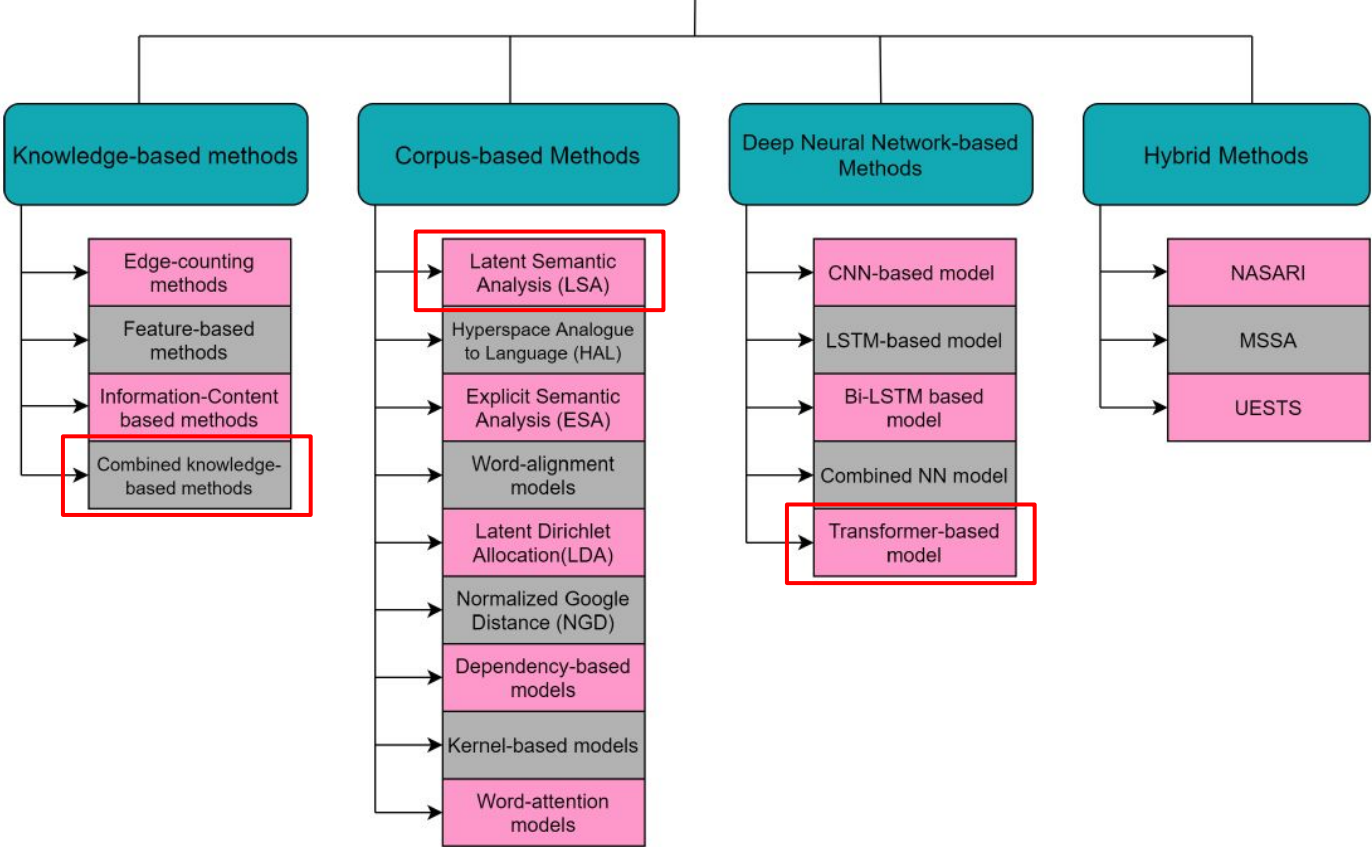 Knowledge-based methods
Edge-counting
methods
Feature-based
methods
Information-Content
based methods
Combined knowledge-
based methods
Corpus-based Methods
Latent Semantic
Analysis (LSA)
Hyperspace Analogue
to Language (HAL)
Explicit Semantic
Analysis (ESA)
Word-alignment
models
Latent Dirichlet
Allocation(LDA)
Normalized Google
Distance (NGD)
Dependency-based
models
Kernel-based models
Word-attention
models
Deep Neural Network-based
Methods
CNN-based model
LSTM-based model
Bi-LSTM based
model
Combined NN model
Transformer-based
model
Hybrid Methods
NASARI
MSSA
UESTS